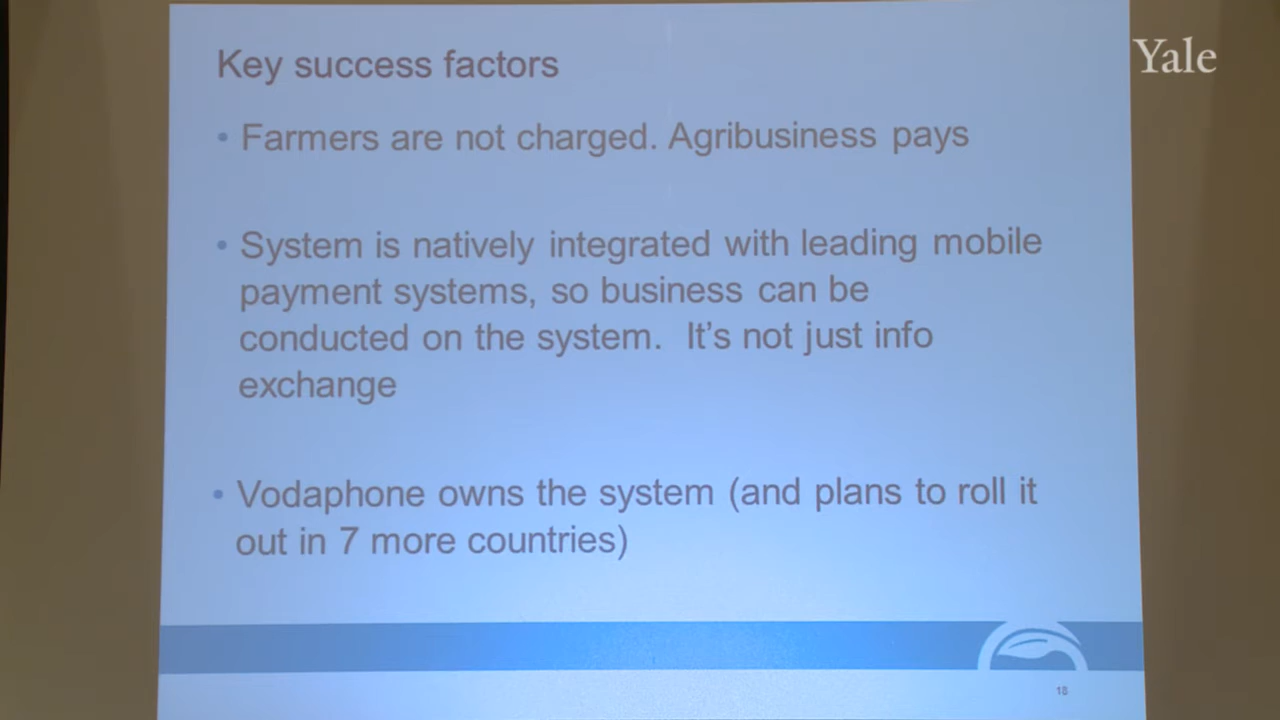 Yale
Key success factors
• Farmers are not charged. Agribusiness pays
• System is natively integrated with leading mobile
payment systems, so business can be
conducted on the system. It's not just info
exchange
• Vodaphone owns the system (and plans to roll it
out in 7 more countries)
18